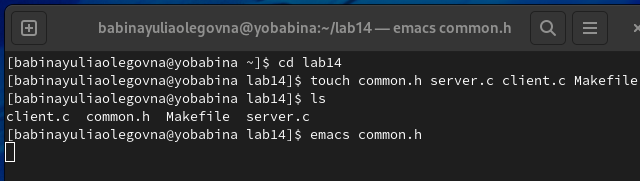 babinayuliaolegovna@yobabina:~/lab14 — emacs common.h
[babinayuliaolegovna@yobabina ~]$ cd lab14
[babinayuliaolegovna@yobabina lab14]$ touch common.h server.c client.c Makefile
[babinayuliaolegovna@yobabina lab14]$ ls
client.c  common.h  Makefile  server.c
[babinayuliaolegovna@yobabina lab14]$ emacs common.h